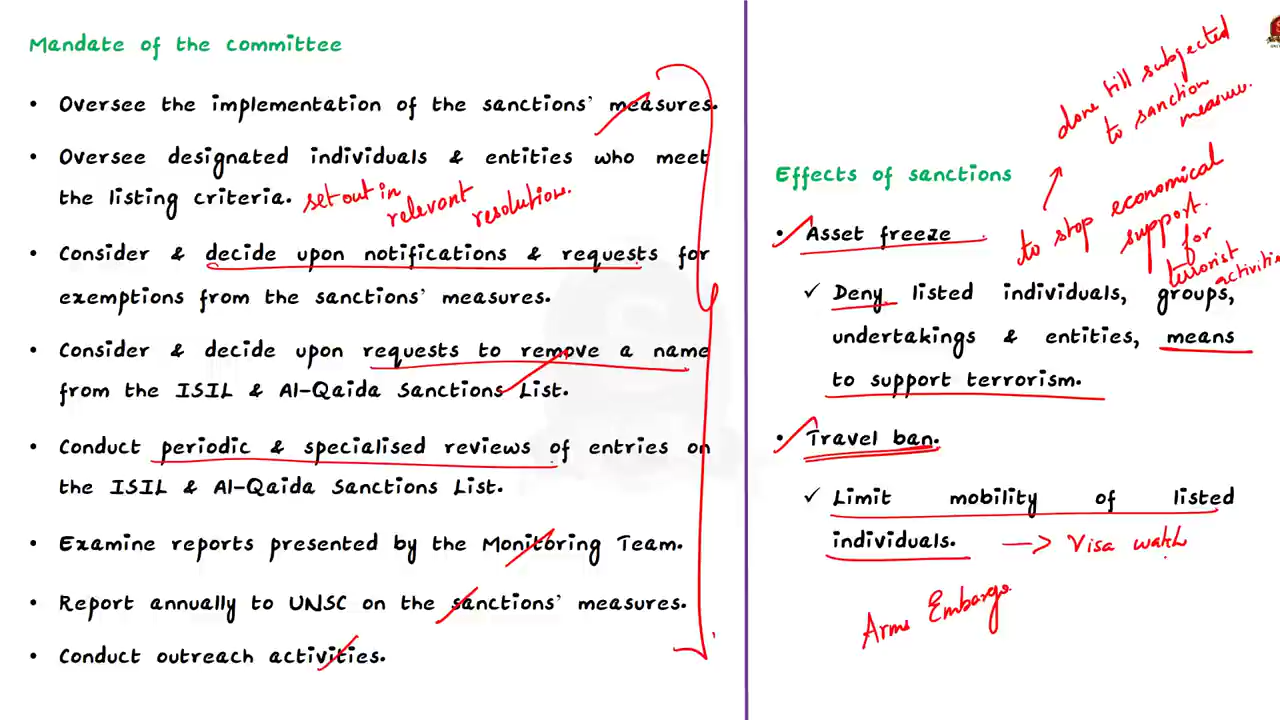 Mandate of the committee
• Oversee the implementation of the sanctions' measures.
• Oversee designated individuals & entities who meet
the listing criteria. set out in relevant resolution.
• Consider & decide upon notifications & requests for
exemptions from the sanctions' measures.
• Consider & decide upon requests to remove a name
from the ISIL & Al-Qaida Sanctions List.
• Conduct periodic & specialised reviews of entries on
the ISIL & Al-Qaida Sanctions List.
• Examine reports presented by the Monitoring Team.
• Report annually to UNSC on the sanctions' measures.
• Conduct outreach activities.
done till subjected
to sanction
measures.
Effects of sanctions
to stop economical
support.
for
terrorist
• Asset freeze
✓ Deny listed individuals, groups,
undertakings & entities, means
to support terrorism.
• Travel ban.
✓ Limit mobility of listed
individuals. → Visa watch
Arms Embargo